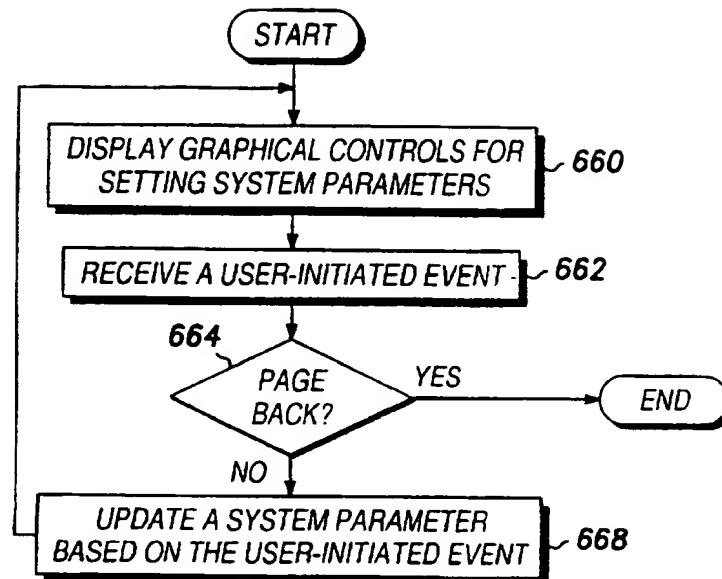 START
DISPLAY GRAPHICAL CONTROLS FOR
SETTING SYSTEM PARAMETERS
660
RECEIVE A USER-INITIATED EVENT
662
664
PAGE
BACK?
YES
END
NO
UPDATE A SYSTEM PARAMETER
BASED ON THE USER-INITIATED EVENT
668